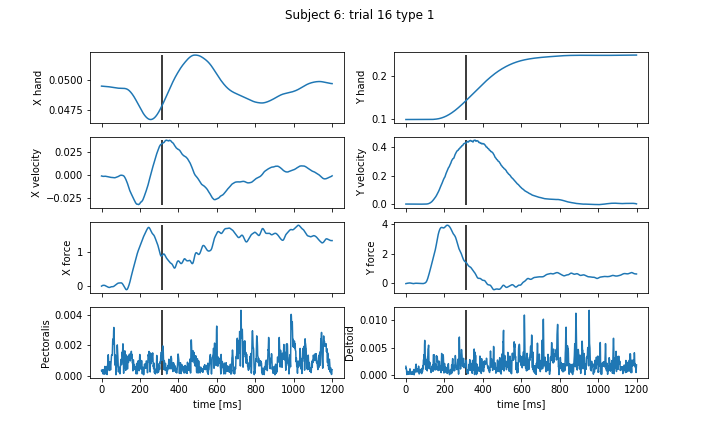 Subject 6: trial 16 type 1
X hand
0.0500
0.0475
Y hand
0.2
0.1
X velocity
0.025
0.000
−0.025
Y velocity
0.4
0.2
0.0
X force
1
0
Y force
4
2
0
Pectoralis
0.004
0.002
0.000
Deltoid
0.010
0.005
0.000
0 200 400 600 800 1000 1200
0 200 400 600 800 1000 1200
time [ms]
time [ms]